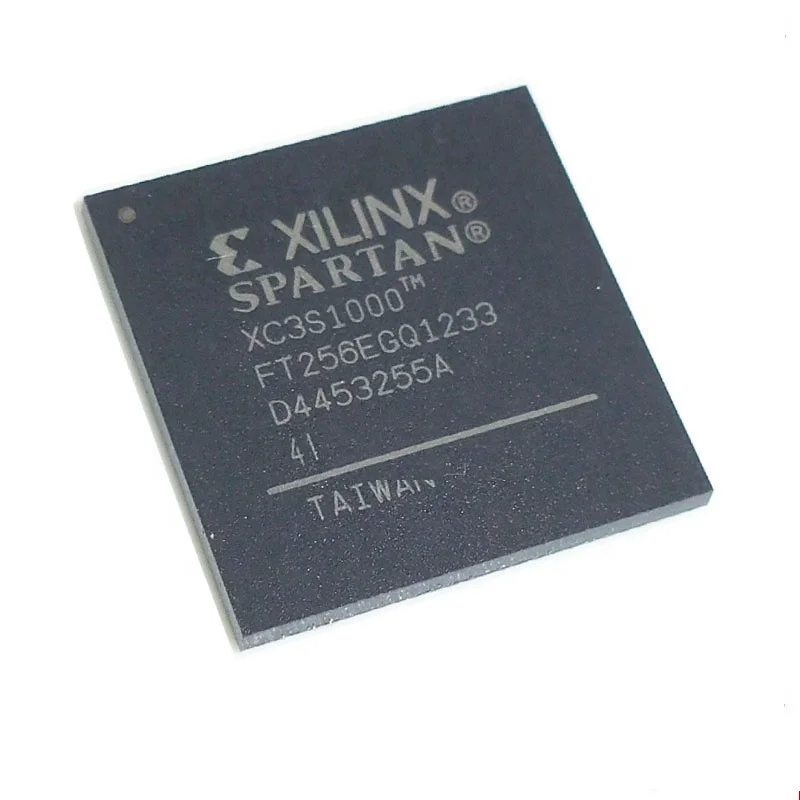 XILINX®
SPARTAN®
XC3S1000™
FT256EGQ1233
D4453255A
4I
TAIWAN